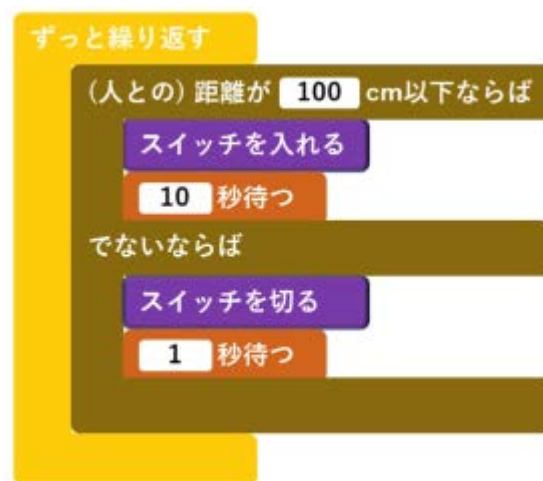 ずっと繰り返す
(人との) 距離が 100 cm以下ならば
スイッチを入れる
10 秒待つ
でないならば
スイッチを切る
1 秒待つ